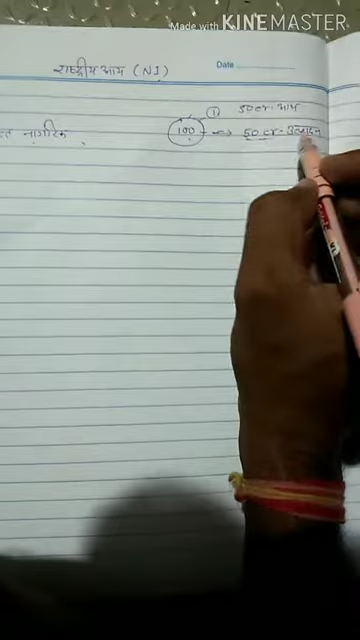 Made with KINEMASTER
राष्ट्रीय आय (NI)
Date
① 50cr. आय
नागरिक 100 → 50 cr. उत्पादन